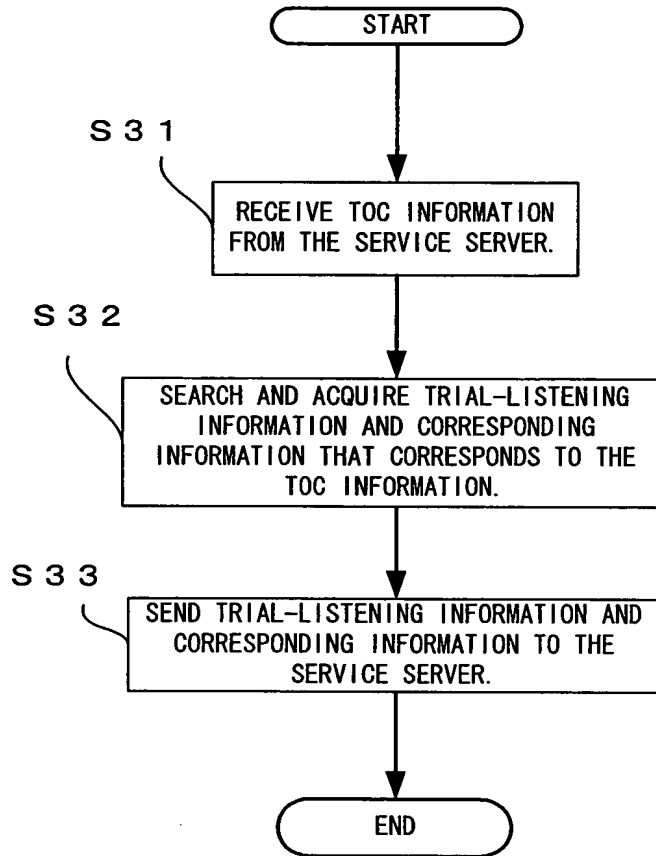 START
S31
RECEIVE TOC INFORMATION
FROM THE SERVICE SERVER.
S32
SEARCH AND ACQUIRE TRIAL-LISTENING
INFORMATION AND CORRESPONDING
INFORMATION THAT CORRESPONDS TO THE
TOC INFORMATION.
S33
SEND TRIAL-LISTENING INFORMATION AND
CORRESPONDING INFORMATION TO THE
SERVICE SERVER.
END